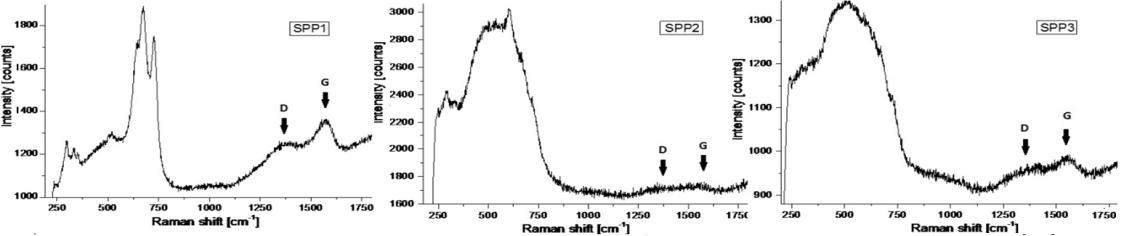 SPP1
Intensity [counts]
1800
1600
1400
1200
1000
D
G
250
500
750
1000
1250
1500
1750
Raman shift [cm-1]
SPP2
Intensity [counts]
3000
2800
2600
2400
2200
2000
1800
1600
D
G
250
500
750
1000
1250
1500
1750
Raman shift [cm-1]
SPP3
Intensity [counts]
1300
1200
1100
1000
900
D
G
250
500
750
1000
1250
1500
1750
Raman shift [cm-1]